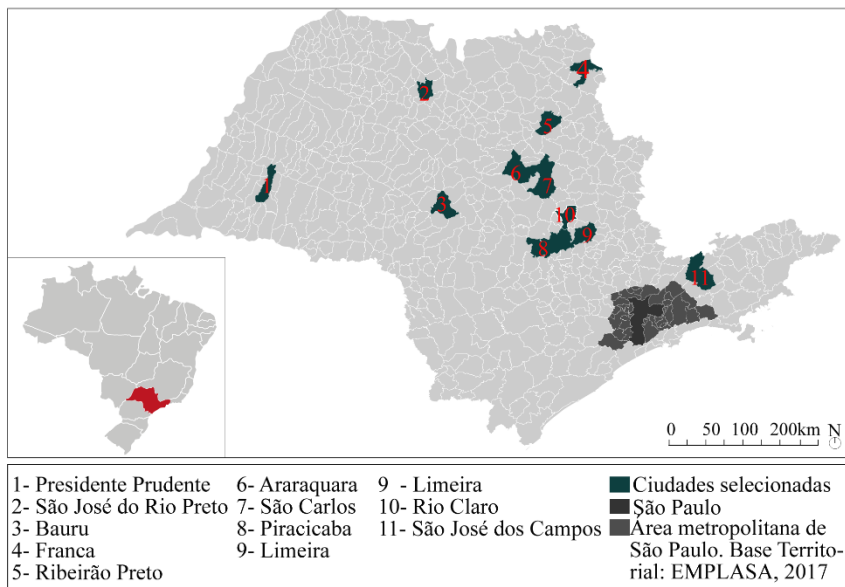 4
2
5
6
7
1
3
10
9
8
11
0 50 100 200km N
1- Presidente Prudente
2- São José do Rio Preto
3- Bauru
4- Franca
5- Ribeirão Preto
6- Araraquara
7- São Carlos
8- Piracicaba
9- Limeira
9 - Limeira
10- Rio Claro
11- São José dos Campos
Ciudades selecionadas
São Paulo
Área metropolitana de
São Paulo. Base Territo-
rial: EMPLASA, 2017